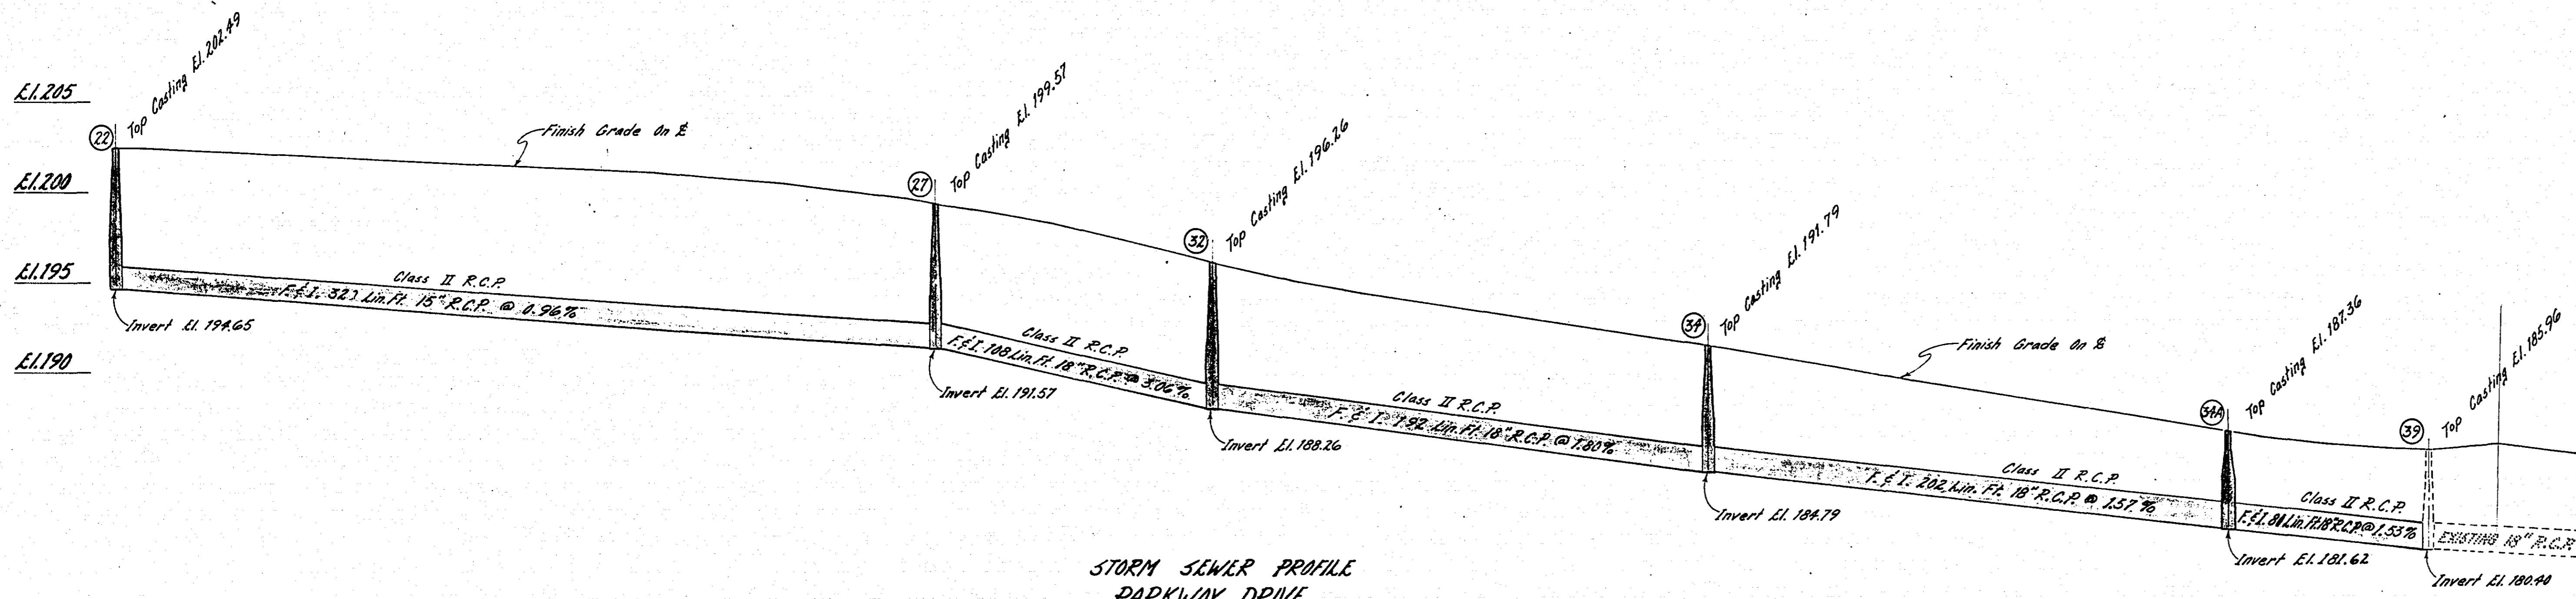 El. 205
El. 200
El. 195
El. 190
22
Top Casting El. 202.49
Finish Grade On ℄
27
Top Casting El. 199.57
32
Top Casting El. 196.26
34
Top Casting El. 191.79
Finish Grade On ℄
34A
Top Casting El. 187.36
39
Top Casting El. 185.96
Class II R.C.P.
F. & I. Lin. Ft. 15" R.C.P. @ 0.96%
Invert El. 194.65
Class II R.C.P.
F. & I. 108 Lin. Ft. 18" R.C.P. @ 3.06%
Invert El. 191.57
Class II R.C.P.
F. & I. 192 Lin. Ft. 18" R.C.P. @ 1.80%
Invert El. 188.26
Class II R.C.P.
F. & I. 202 Lin. Ft. 18" R.C.P. @ 1.57%
Invert El. 184.79
Class II R.C.P.
F. & I. Lin. Ft. 18" R.C.P. @ 1.53%
Invert El. 181.62
EXISTING 18" R.C.P.
Invert El. 180.40
STORM SEWER PROFILE
PARKWAY DRIVE